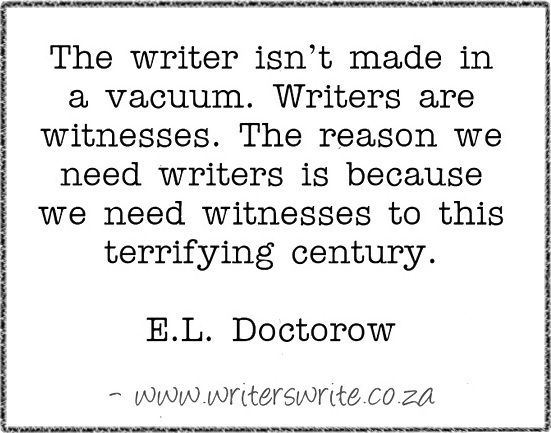 The writer isn't made in
a vacuum. Writers are
witnesses. The reason we
need writers is because
we need witnesses to this
terrifying century.
E.L. Doctorow
- www.writerswrite.co.za